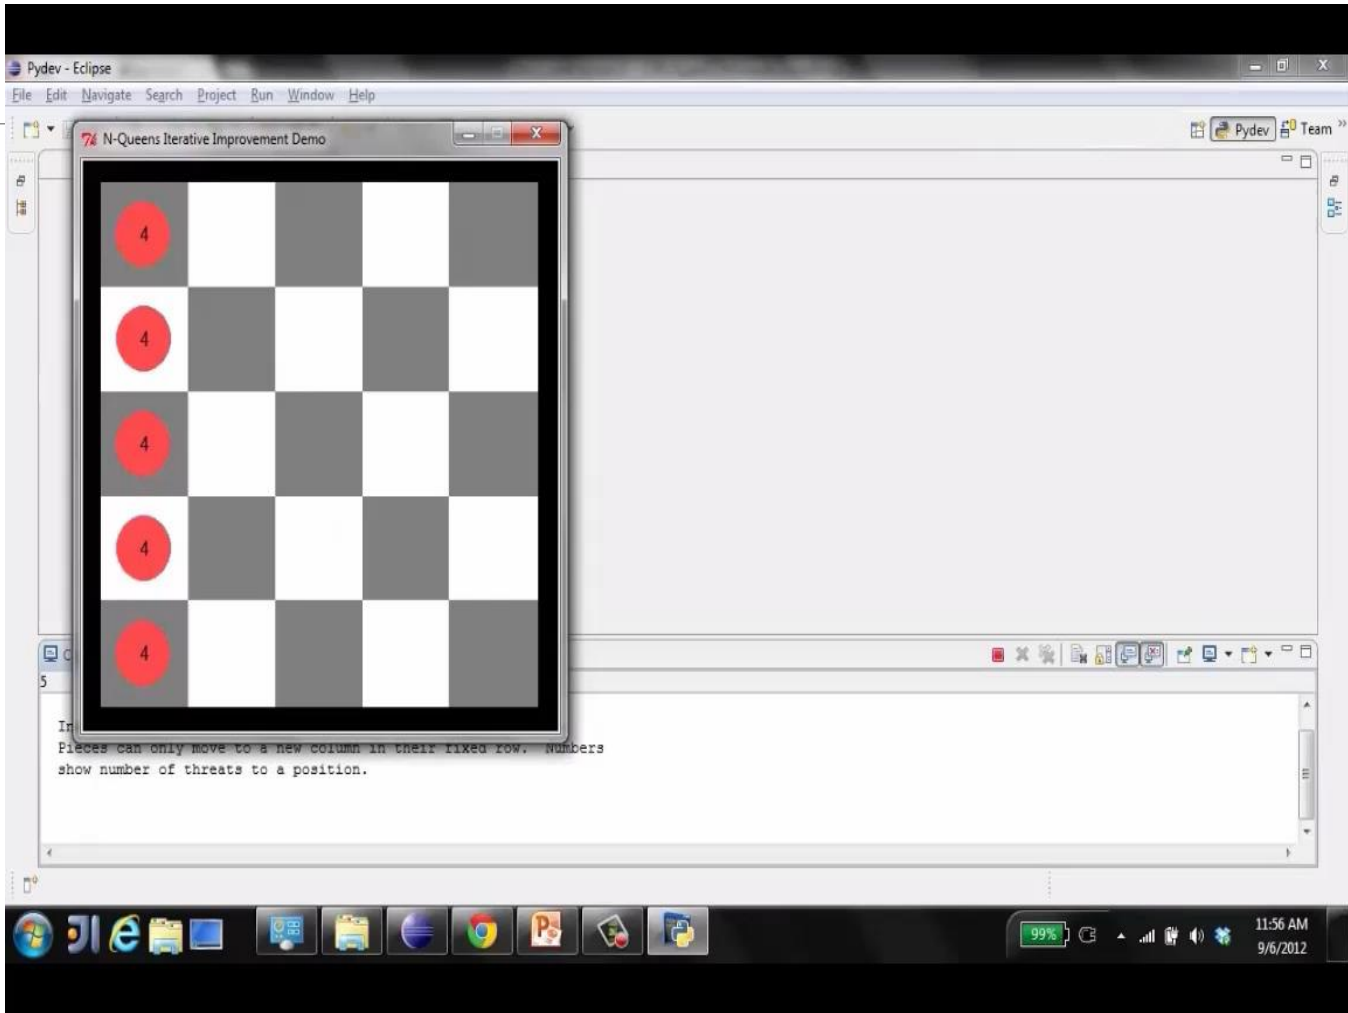 Pydev - Eclipse
File Edit Navigate Search Project Run Window Help
N-Queens Iterative Improvement Demo
Pydev Team
4
4
4
4
4
5
In
Pieces can only move to a new column in their fixed row. Numbers
show number of threats to a position.
99%
11:56 AM
9/6/2012